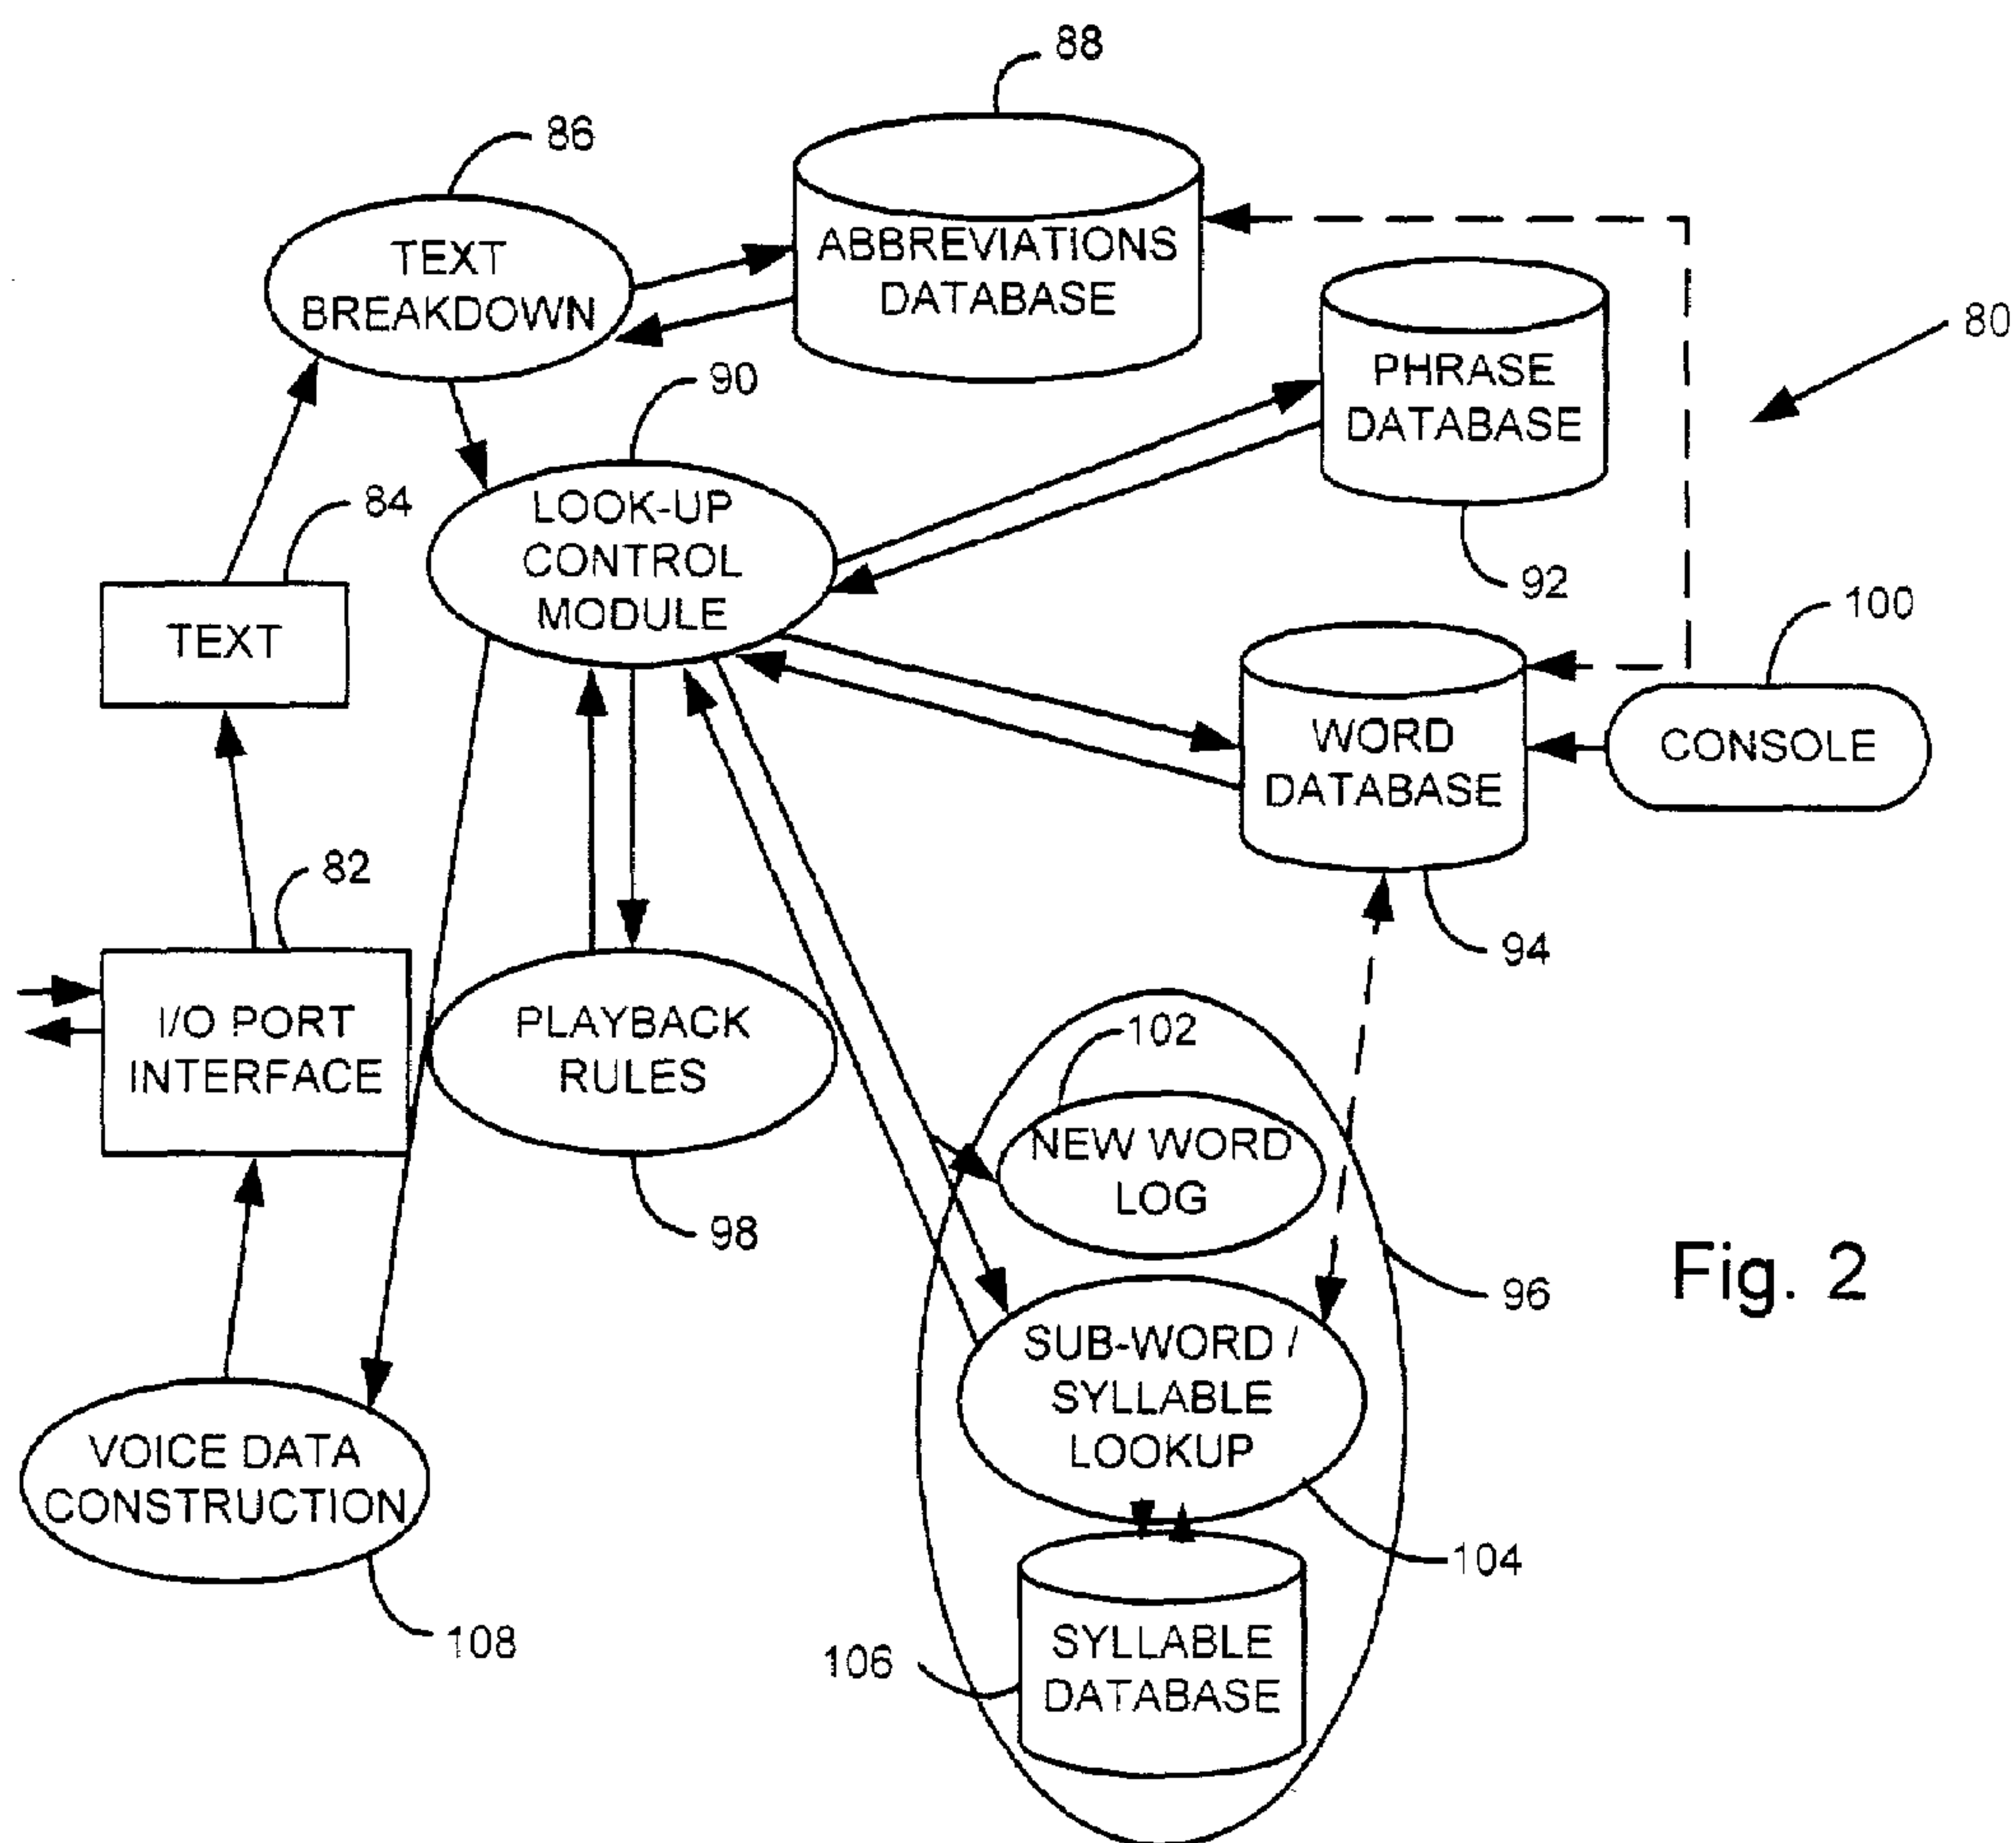 88
86
TEXT
BREAKDOWN
ABBREVIATIONS
DATABASE
80
PHRASE
DATABASE
90
84
LOOK-UP
CONTROL
MODULE
92
100
TEXT
WORD
DATABASE
CONSOLE
82
94
I/O PORT
INTERFACE
PLAYBACK
RULES
102
NEW WORD
LOG
98
96
Fig. 2
SUB-WORD /
SYLLABLE
LOOKUP
VOICE DATA
CONSTRUCTION
104
108
106
SYLLABLE
DATABASE